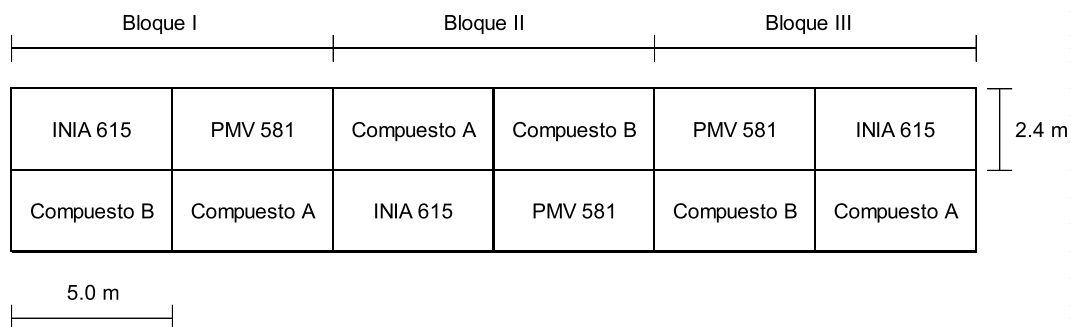 Bloque I Bloque II Bloque III
INIA 615 PMV 581 Compuesto A Compuesto B PMV 581 INIA 615
2.4 m
Compuesto B Compuesto A INIA 615 PMV 581 Compuesto B Compuesto A
5.0 m